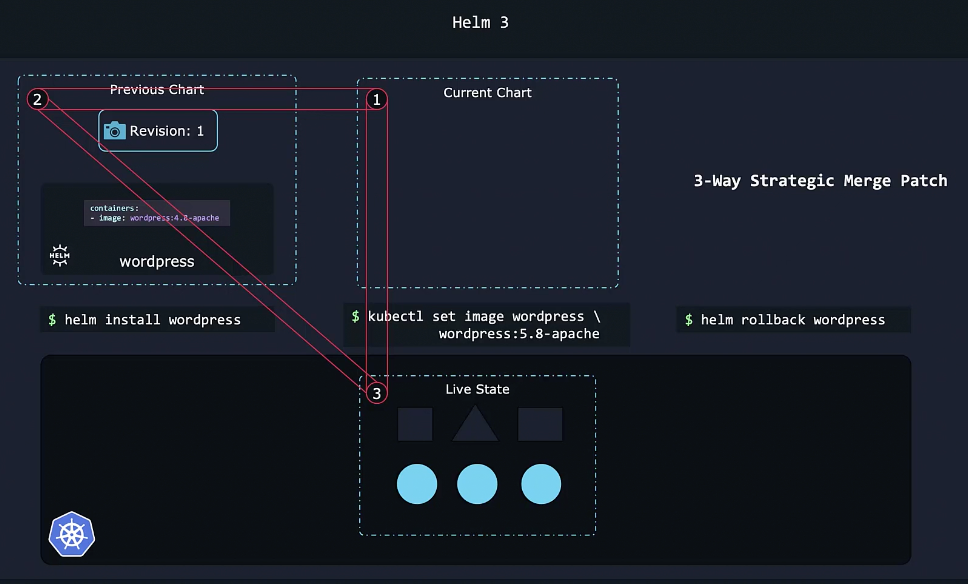 Helm 3
Previous Chart
2
1
Current Chart
Revision: 1
3-Way Strategic Merge Patch
containers:
- image: wordpress:4.8-apache
HELM
wordpress
$ helm install wordpress
$ kubectl set image wordpress \
wordpress:5.8-apache
$ helm rollback wordpress
Live State
3